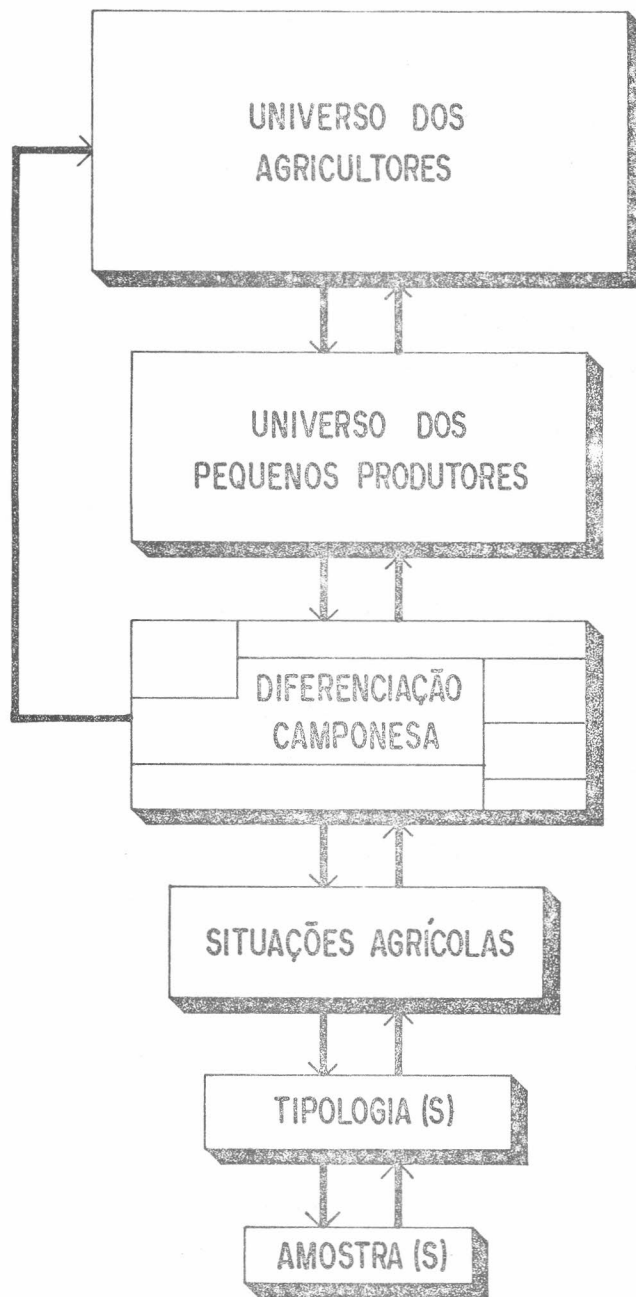 UNIVERSO DOS
AGRICULTORES
UNIVERSO DOS
PEQUENOS PRODUTORES
DIFERENCIAÇÃO
CAMPONESA
SITUAÇÕES AGRÍCOLAS
TIPOLOGIA (S)
AMOSTRA (S)